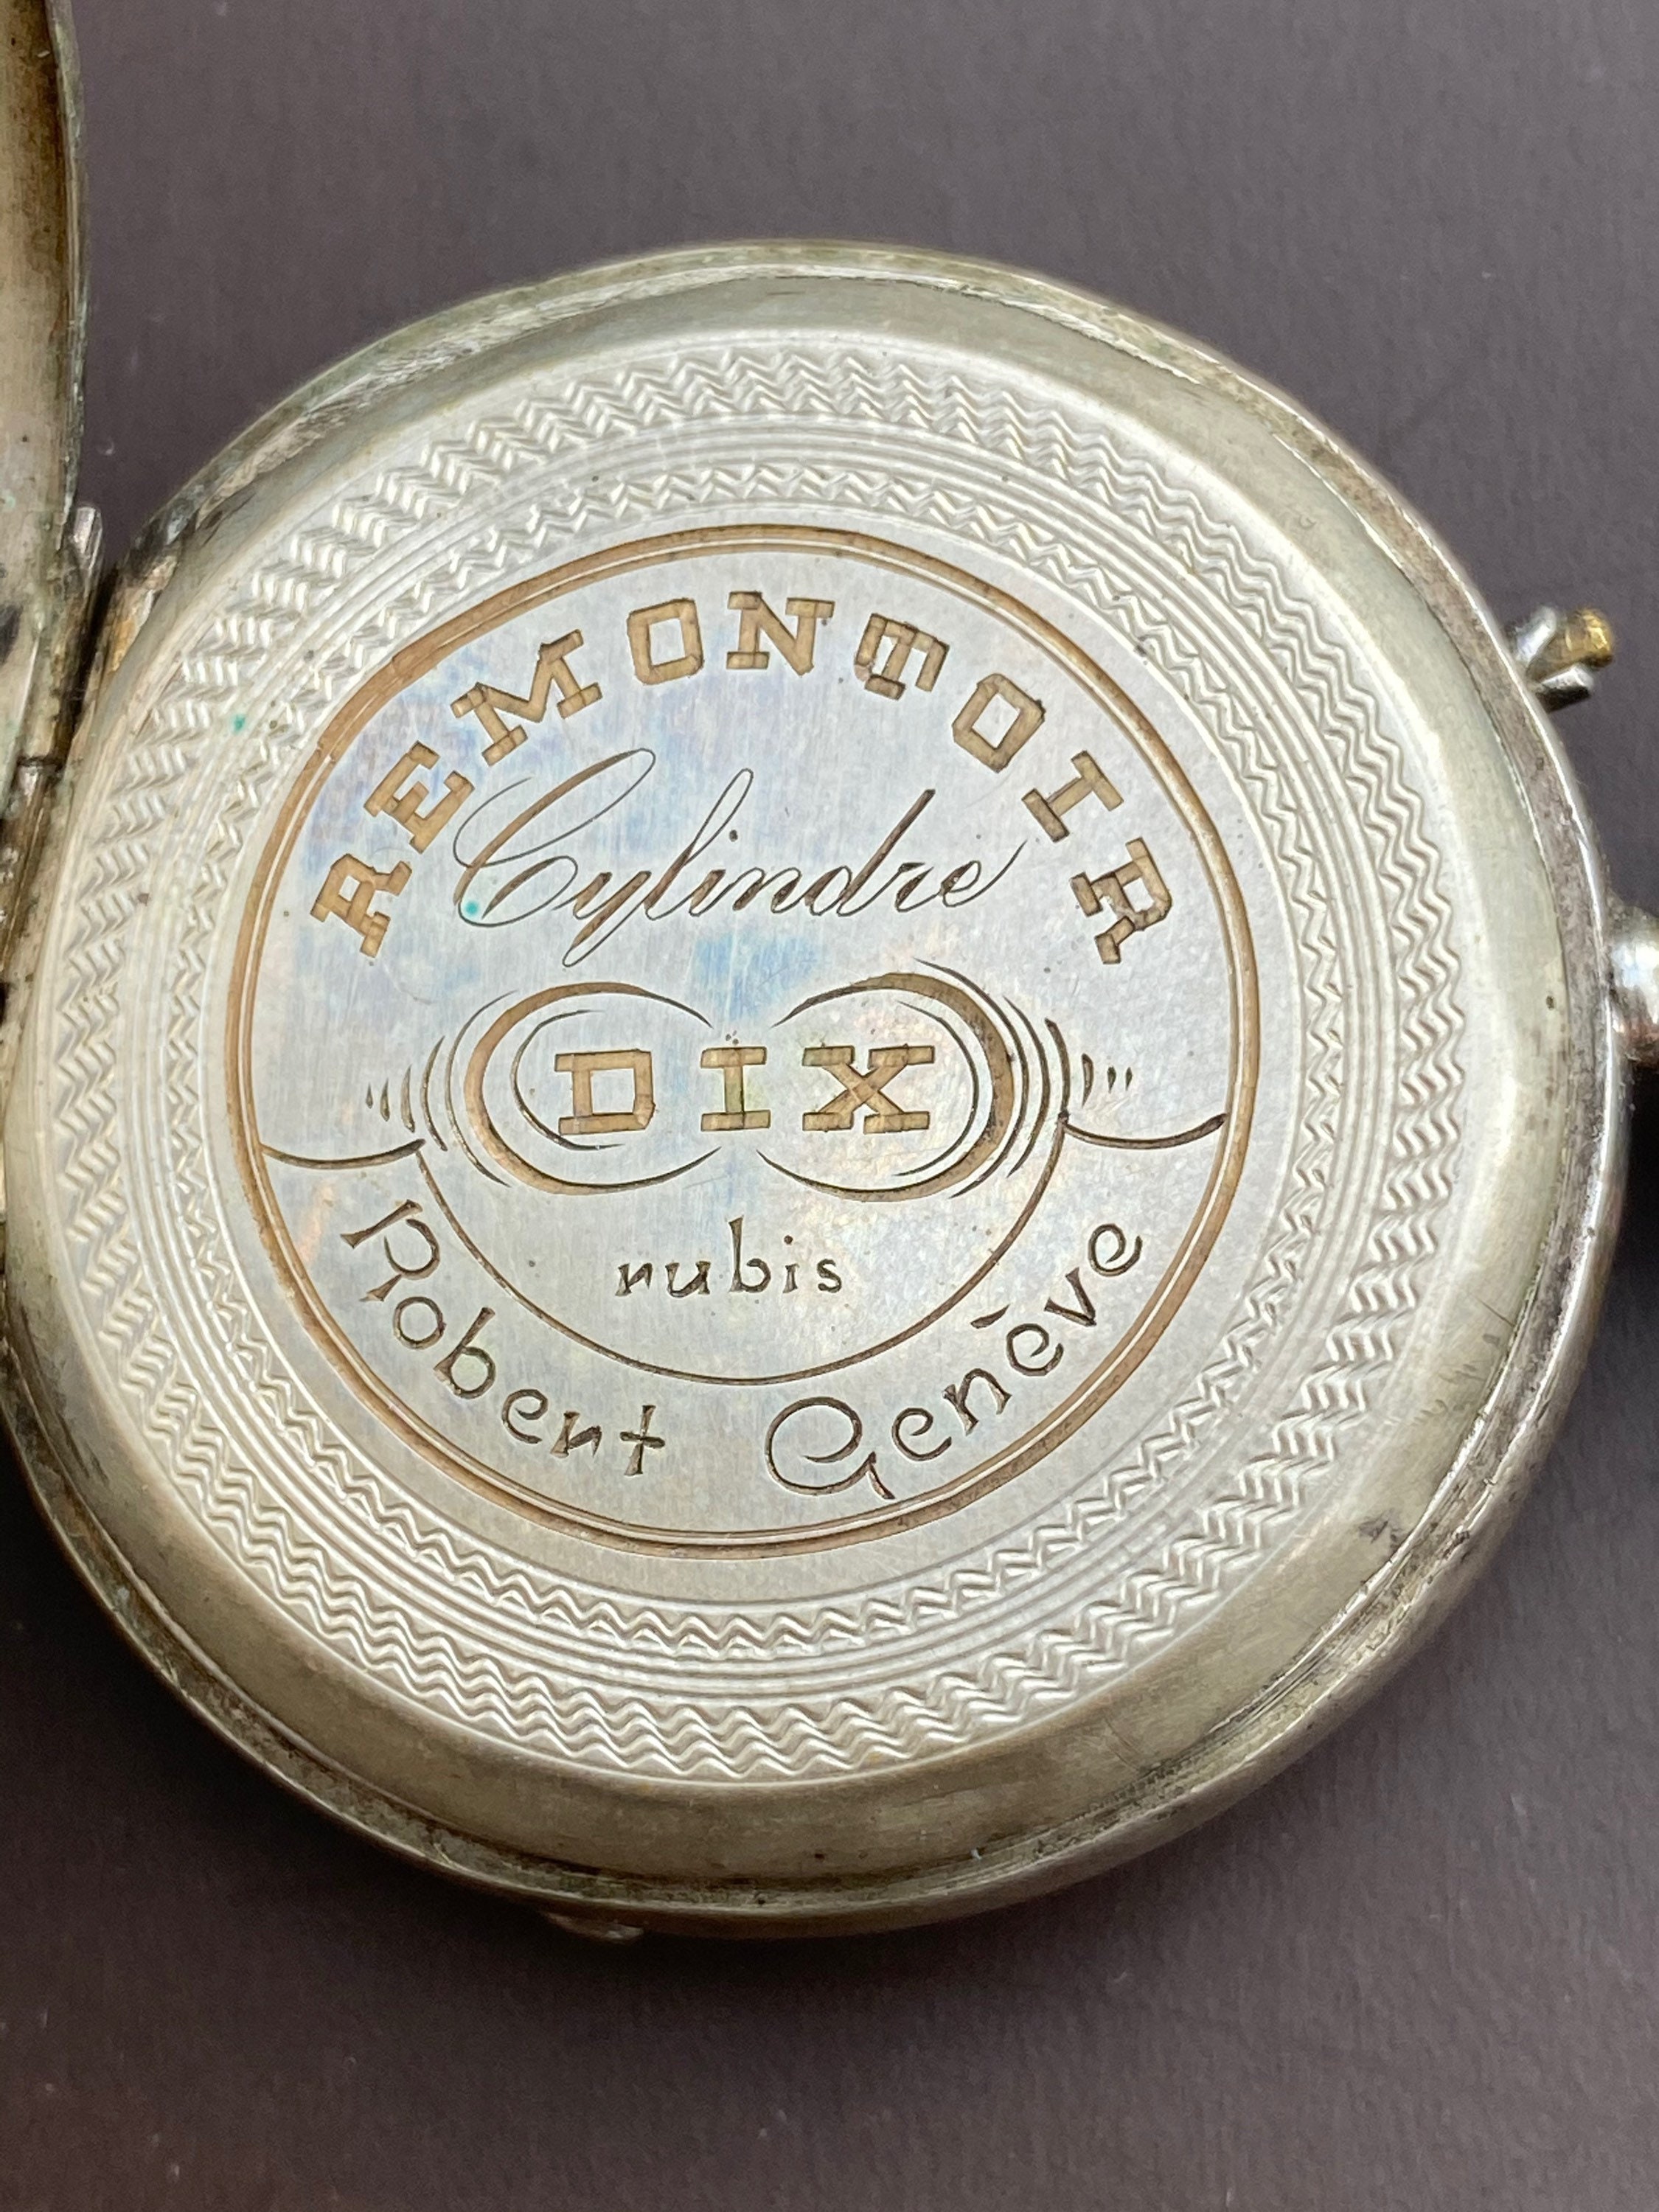 REMONTOIR
Cylindre
DIX
rubis
Robert Genève